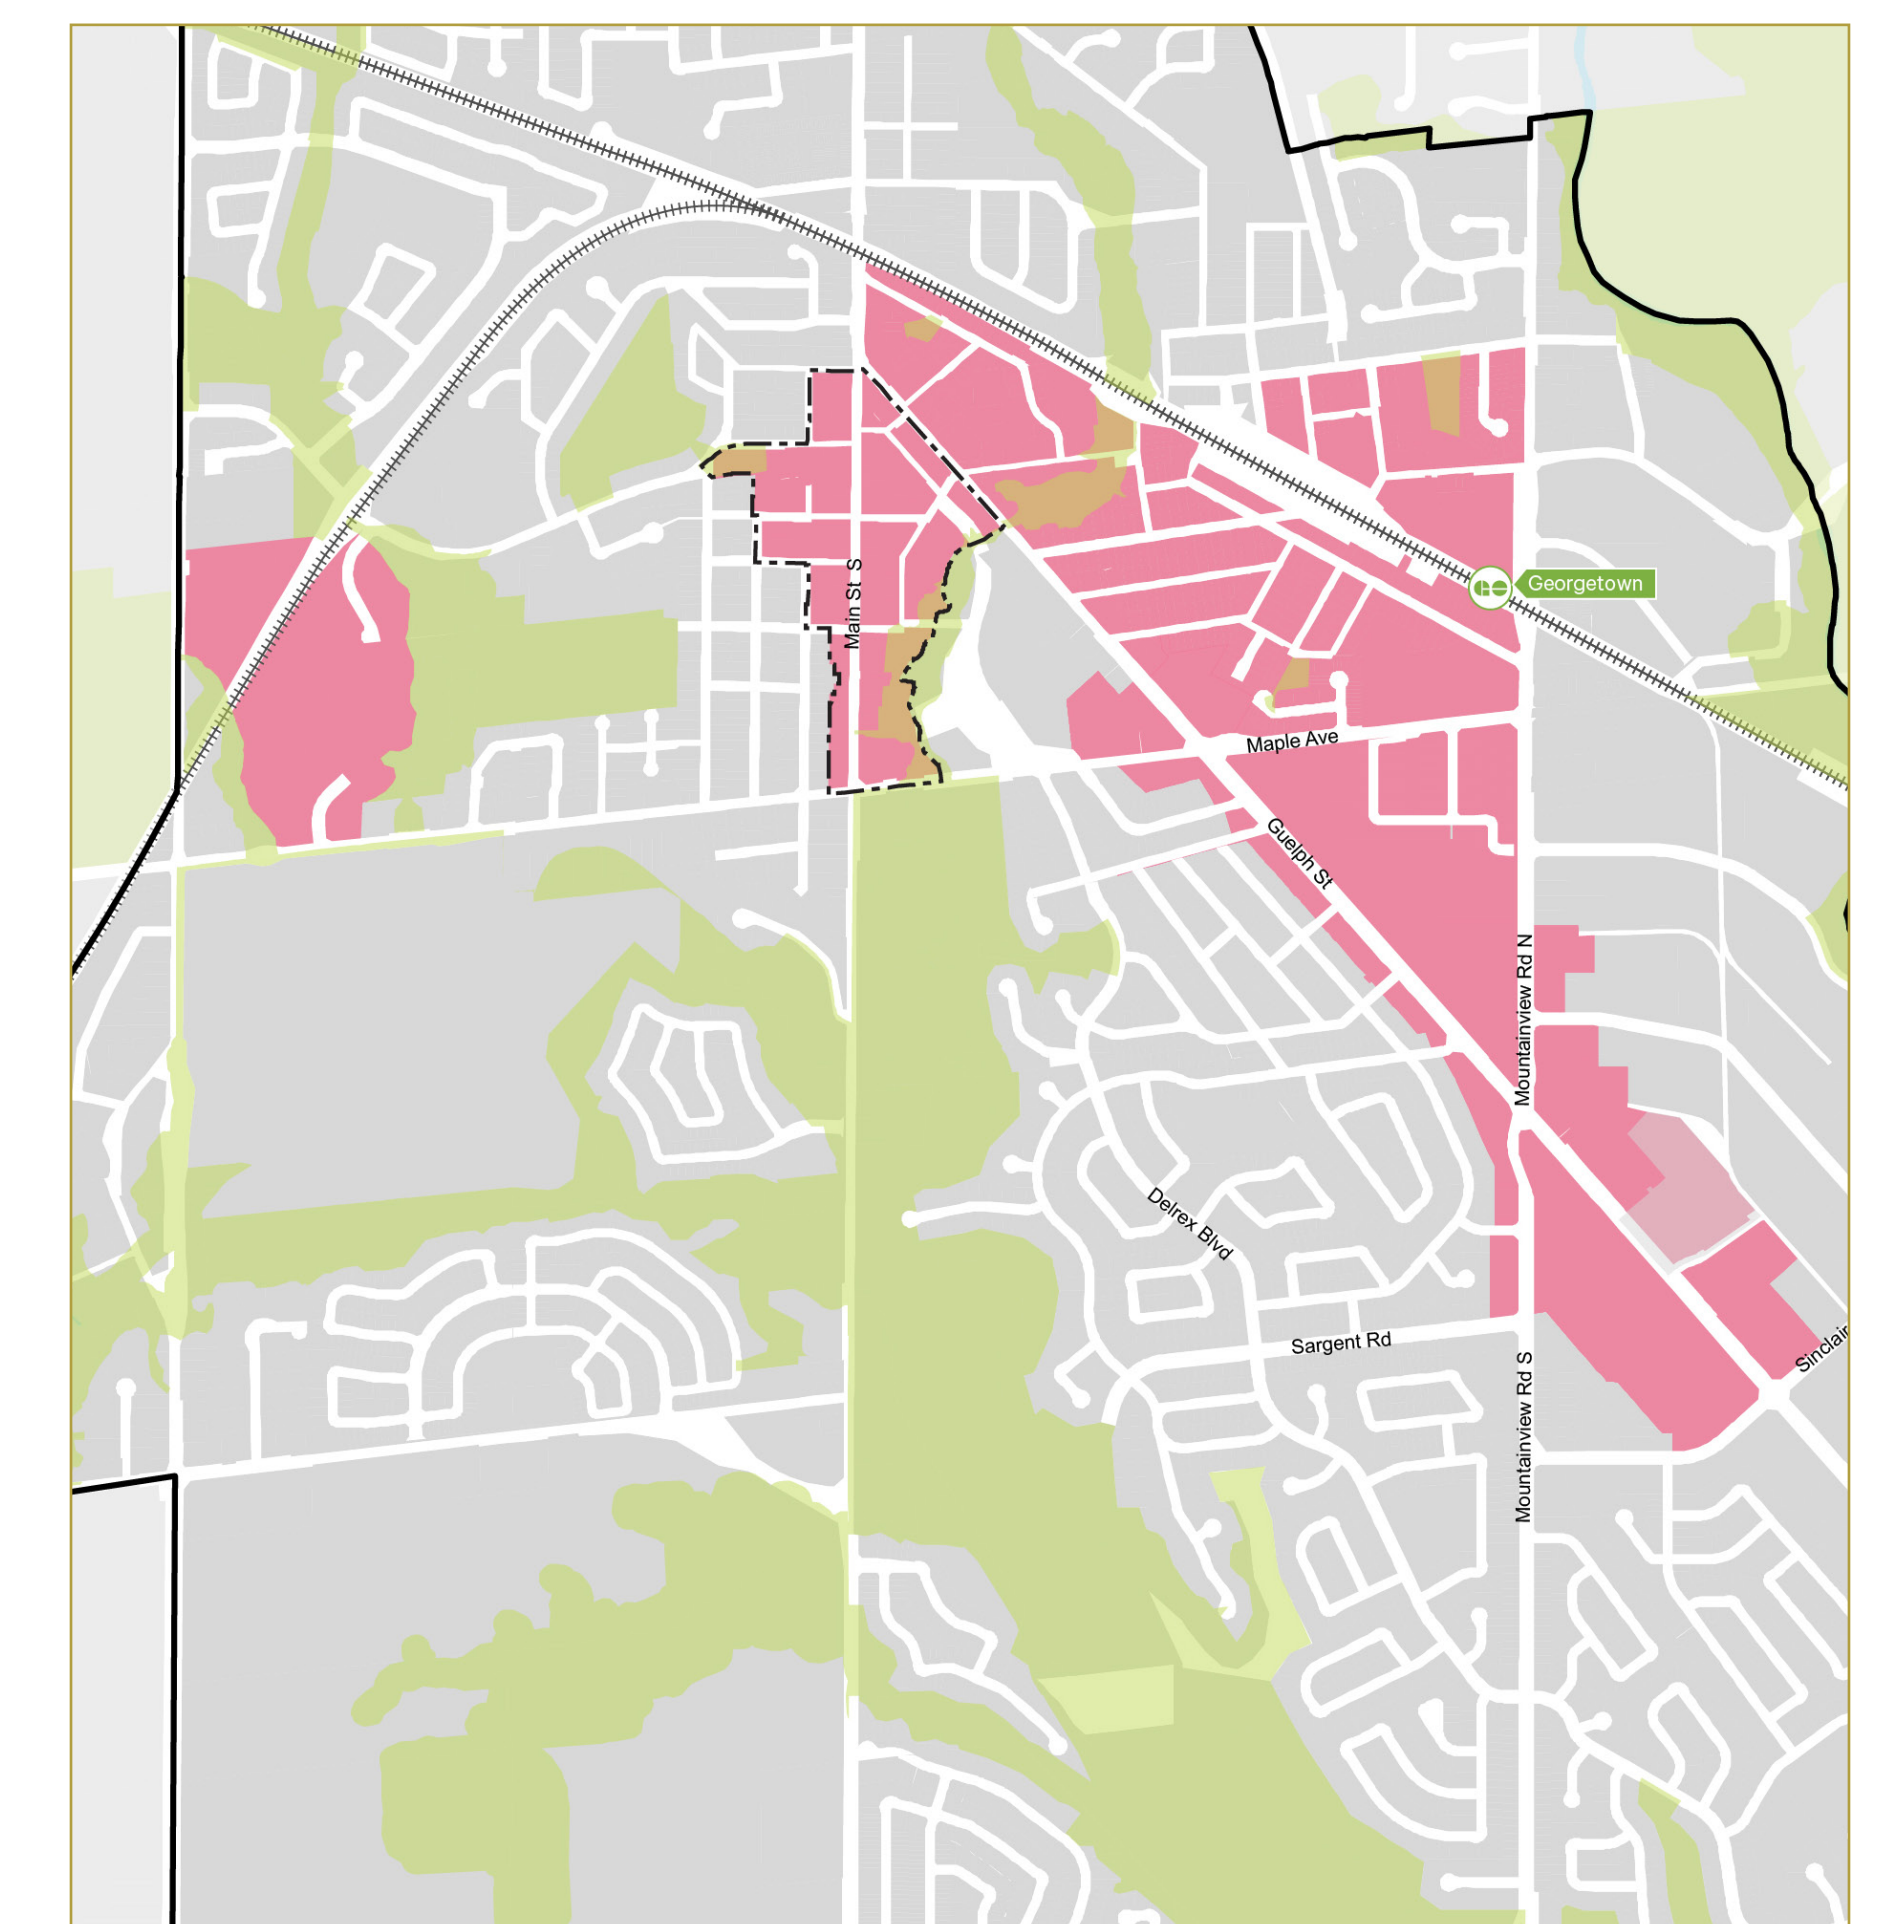 Georgetown
Main St S
Maple Ave
Guelph St
Mountainview Rd N
Delrex Blvd
Sargent Rd
Sinclair
Mountainview Rd S